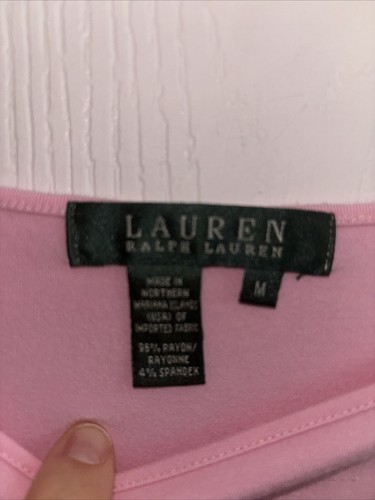 LAUREN
RALPH LAUREN
M
MADE IN
NORTHERN
MARIANA ISLANDS
(USA) OF
IMPORTED FABRIC
96% RAYON/
RAYONNE
4% SPANDEX